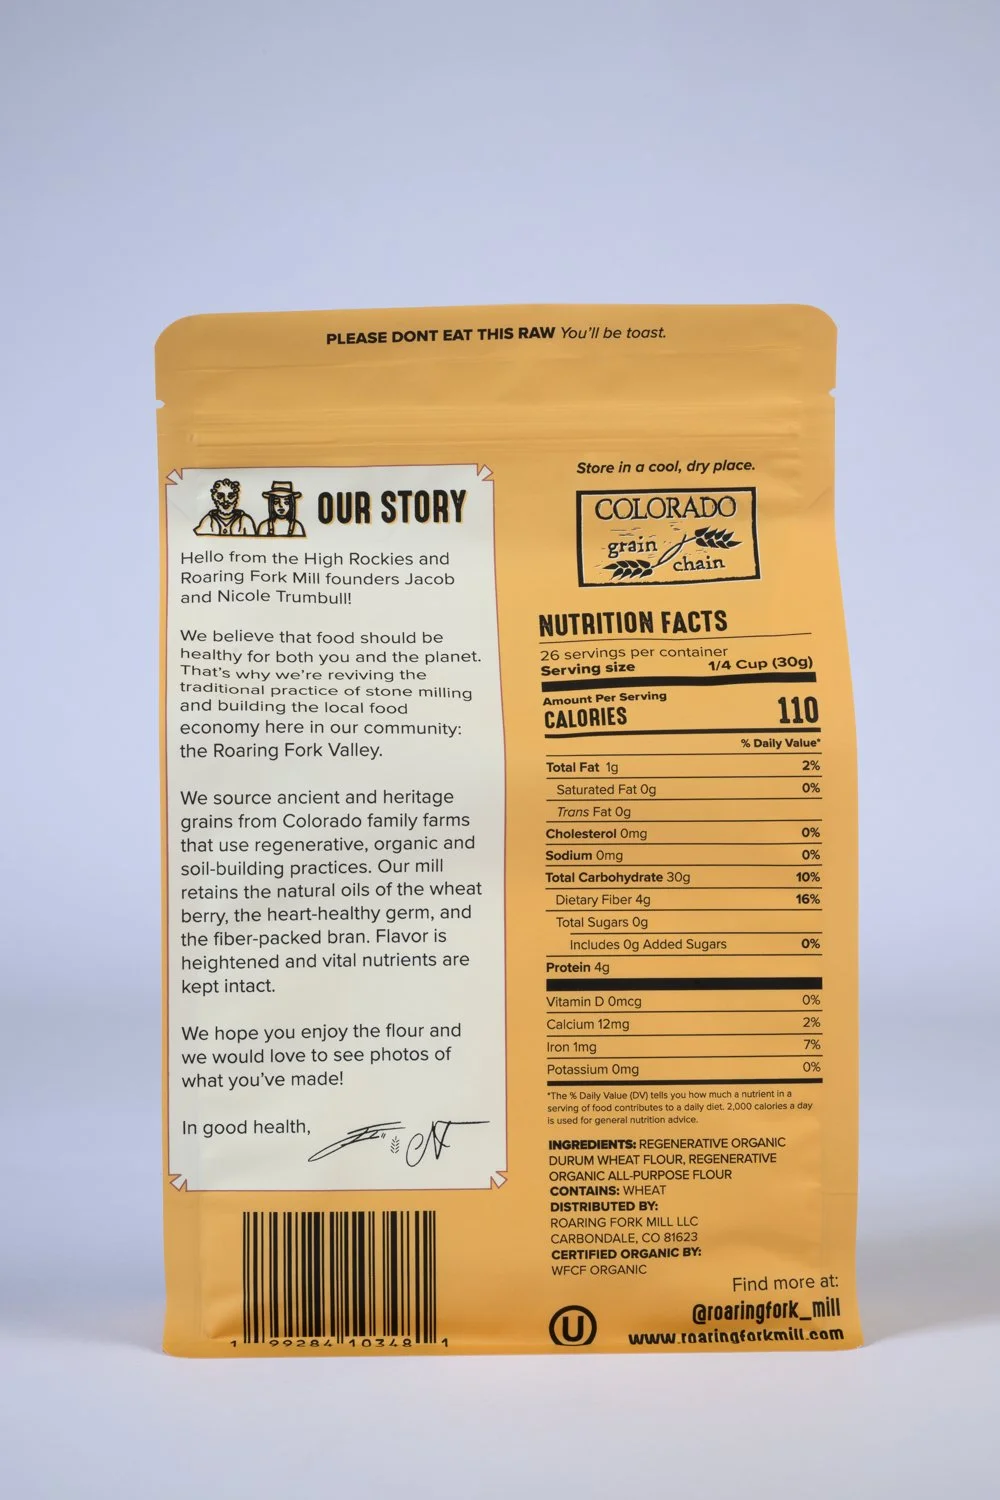 PLEASE DONT EAT THIS RAW You'll be toast.
OUR STORY
Hello from the High Rockies and
Roaring Fork Mill founders Jacob
and Nicole Trumbull!
We believe that food should be
healthy for both you and the planet.
That's why we're reviving the
traditional practice of stone milling
and building the local food
economy here in our community:
the Roaring Fork Valley.
We source ancient and heritage
grains from Colorado family farms
that use regenerative, organic and
soil-building practices. Our mill
retains the natural oils of the wheat
berry, the heart-healthy germ, and
the fiber-packed bran. Flavor is
heightened and vital nutrients are
kept intact.
We hope you enjoy the flour and
we would love to see photos of
what you've made!
In good health,
1 99284 10348 1
Store in a cool, dry place.
COLORADO
grain
chain
NUTRITION FACTS
26 servings per container
Serving size 1/4 Cup (30g)
Amount Per Serving
CALORIES 110
% Daily Value*
Total Fat 1g 2%
Saturated Fat 0g 0%
Trans Fat 0g
Cholesterol 0mg 0%
Sodium 0mg 0%
Total Carbohydrate 30g 10%
Dietary Fiber 4g 16%
Total Sugars 0g
Includes 0g Added Sugars 0%
Protein 4g
Vitamin D 0mcg 0%
Calcium 12mg 2%
Iron 1mg 7%
Potassium 0mg 0%
*The % Daily Value (DV) tells you how much a nutrient in a
serving of food contributes to a daily diet. 2,000 calories a day
is used for general nutrition advice.
INGREDIENTS: REGENERATIVE ORGANIC
DURUM WHEAT FLOUR, REGENERATIVE
ORGANIC ALL-PURPOSE FLOUR
CONTAINS: WHEAT
DISTRIBUTED BY:
ROARING FORK MILL LLC
CARBONDALE, CO 81623
CERTIFIED ORGANIC BY:
WFCF ORGANIC
U
Find more at:
@roaringfork_mill
www.roaringforkmill.com